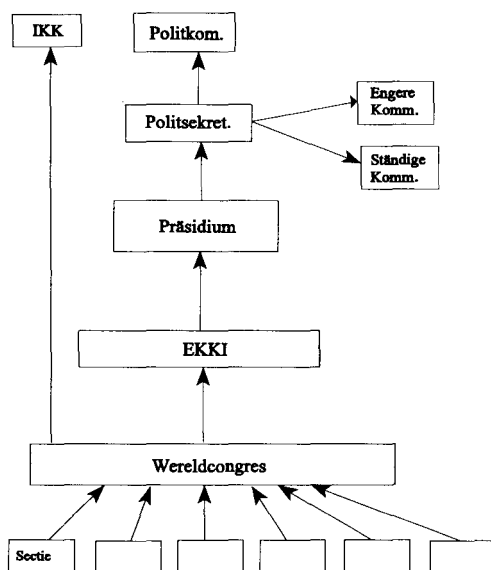 IKK
Politkom.
Politsekret.
Engere
Komm.
Ständige
Komm.
Präsidium
EKKI
Wereldcongres
Sectie